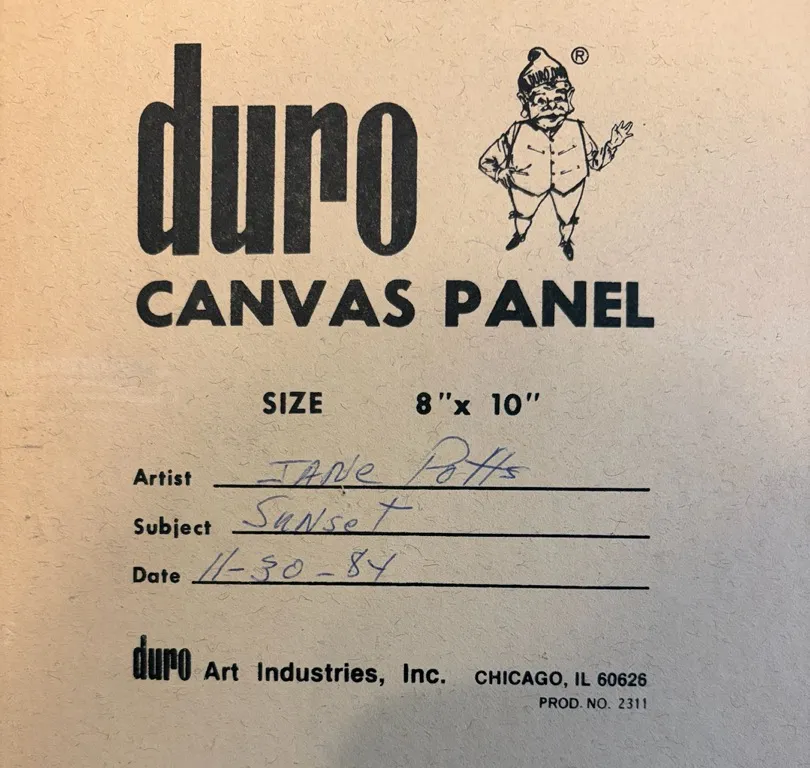 duro ®
DURO
CANVAS PANEL
SIZE 8"x 10"
Artist JANe Potts
Subject SuNset
Date 11-30-84
duro Art Industries, Inc. CHICAGO, IL 60626
PROD. NO. 2311